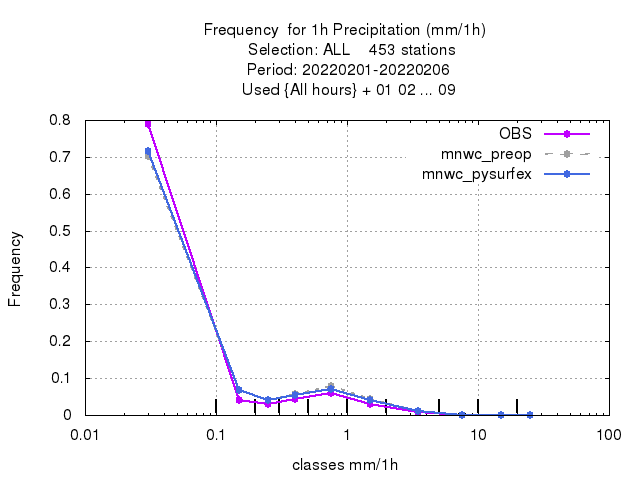 Frequency  for 1h Precipitation (mm/1h)
Selection: ALL    453 stations
Period: 20220201-20220206
Used {All hours} + 01 02 ... 09
OBS
mnwc_preop
mnwc_pysurfex
Frequency
0.8
0.7
0.6
0.5
0.4
0.3
0.2
0.1
0
0.01 0.1 1 10 100
classes mm/1h